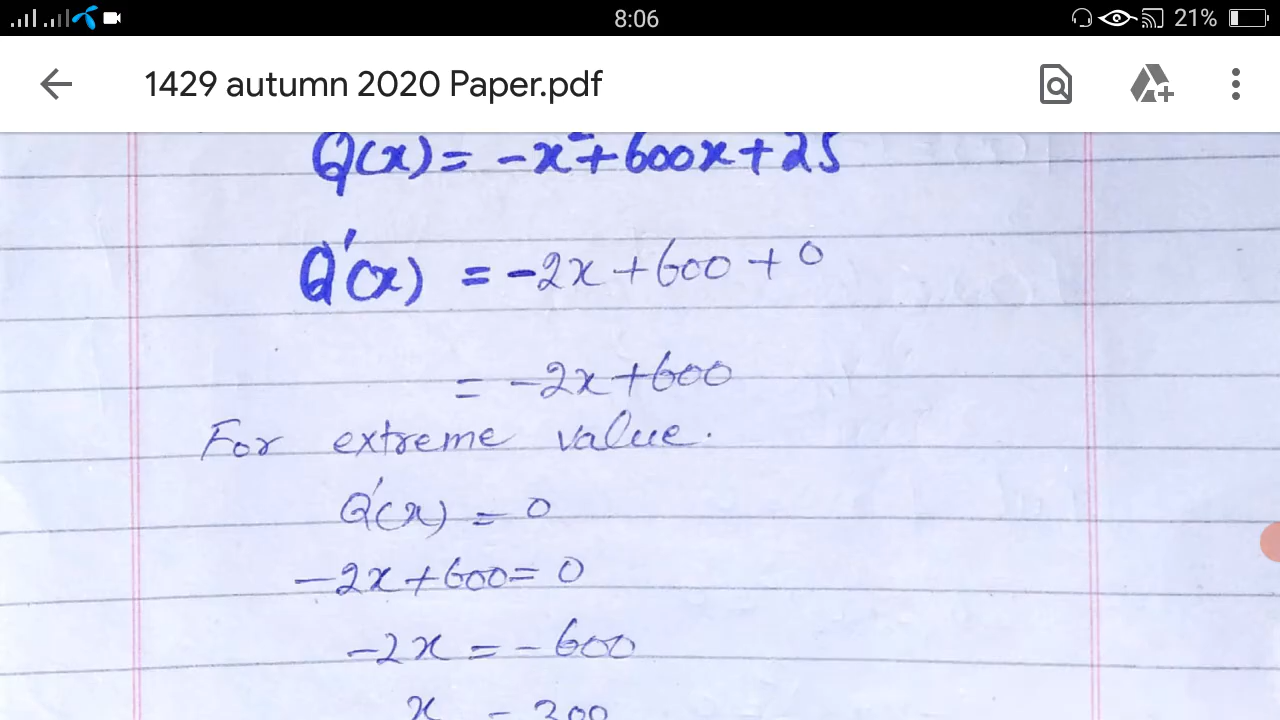 8:06
21%
1429 autumn 2020 Paper.pdf
Q(x) = -x²+600x+25
Q'(x) = -2x+600+0
= -2x+600
For extreme value.
Q'(x) = 0
-2x+600=0
-2x = -600
x = 300